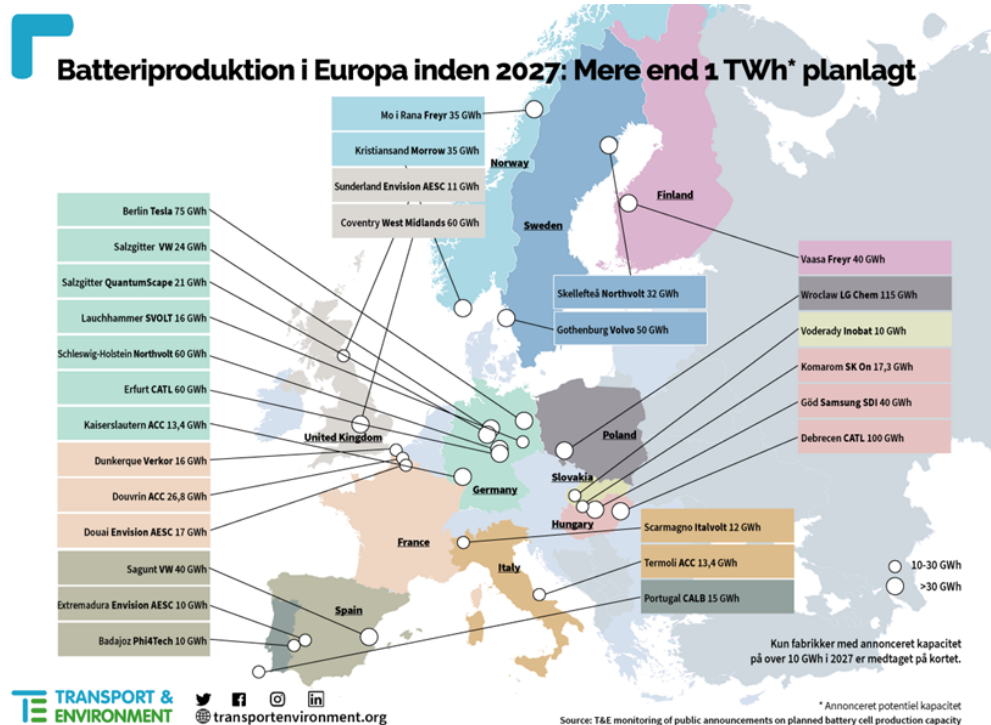 Batteriproduktion i Europa inden 2027: Mere end 1 TWh* planlagt
Mo i Rana Freyr 35 GWh
Kristiansand Morrow 35 GWh
Sunderland Envision AESC 11 GWh
Coventry West Midlands 60 GWh
Norway
Sweden
Finland
Berlin Tesla 75 GWh
Salzgitter VW 24 GWh
Salzgitter QuantumScape 21 GWh
Lauchhammer SVOLT 16 GWh
Schleswig-Holstein Northvolt 60 GWh
Erfurt CATL 60 GWh
Kaiserslautern ACC 13,4 GWh
Dunkerque Verkor 16 GWh
Douvrin ACC 26,8 GWh
Douai Envision AESC 17 GWh
Sagunt VW 40 GWh
Extremadura Envision AESC 10 GWh
Badajoz Phi4Tech 10 GWh
Skellefteå Northvolt 32 GWh
Gothenburg Volvo 50 GWh
Vaasa Freyr 40 GWh
Wroclaw LG Chem 115 GWh
Voderady Inobat 10 GWh
Komarom SK On 17,3 GWh
Göd Samsung SDI 40 GWh
Debrecen CATL 100 GWh
United Kingdom
Poland
Slovakia
Germany
Hungary
France
Italy
Spain
Scarmagno Italvolt 12 GWh
Termoli ACC 13,4 GWh
Portugal CALB 15 GWh
10-30 GWh
>30 GWh
Kun fabrikker med annonceret kapacitet
på over 10 GWh i 2027 er medtaget på kortet.
TE TRANSPORT &
ENVIRONMENT
transportenvironment.org
* Annonceret potentiel kapacitet
Source: T&E monitoring of public announcements on planned battery cell production capacity